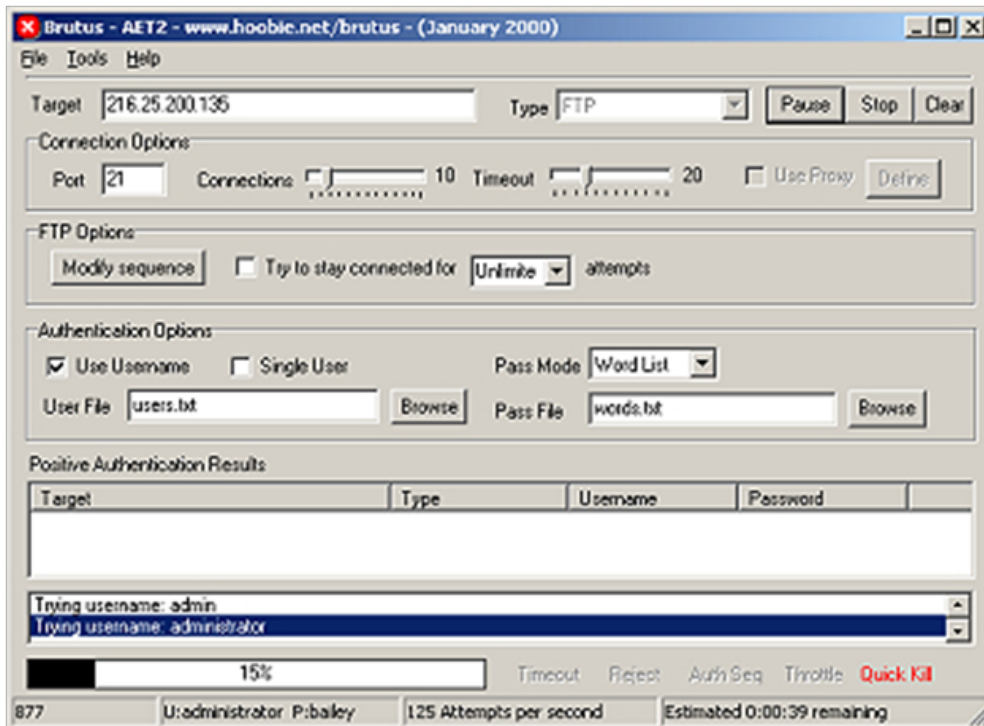 Brutus - AET2 - www.hoobie.net/brutus - (January 2000)
File Tools Help
Target 216.25.200.135 Type FTP Pause Stop Clear
Connection Options
Port 21 Connections 10 Timeout 20 Use Proxy Define
FTP Options
Modify sequence Try to stay connected for Unlimite attempts
Authentication Options
Use Username Single User Pass Mode Word List
User File users.txt Browse Pass File words.txt Browse
Positive Authentication Results
Target Type Username Password
Trying username: admin
Trying username: administrator
15% Timeout Reject Auth Seq Throttle Quick Kill
877 U:administrator P:bailey 125 Attempts per second Estimated 0:00:39 remaining